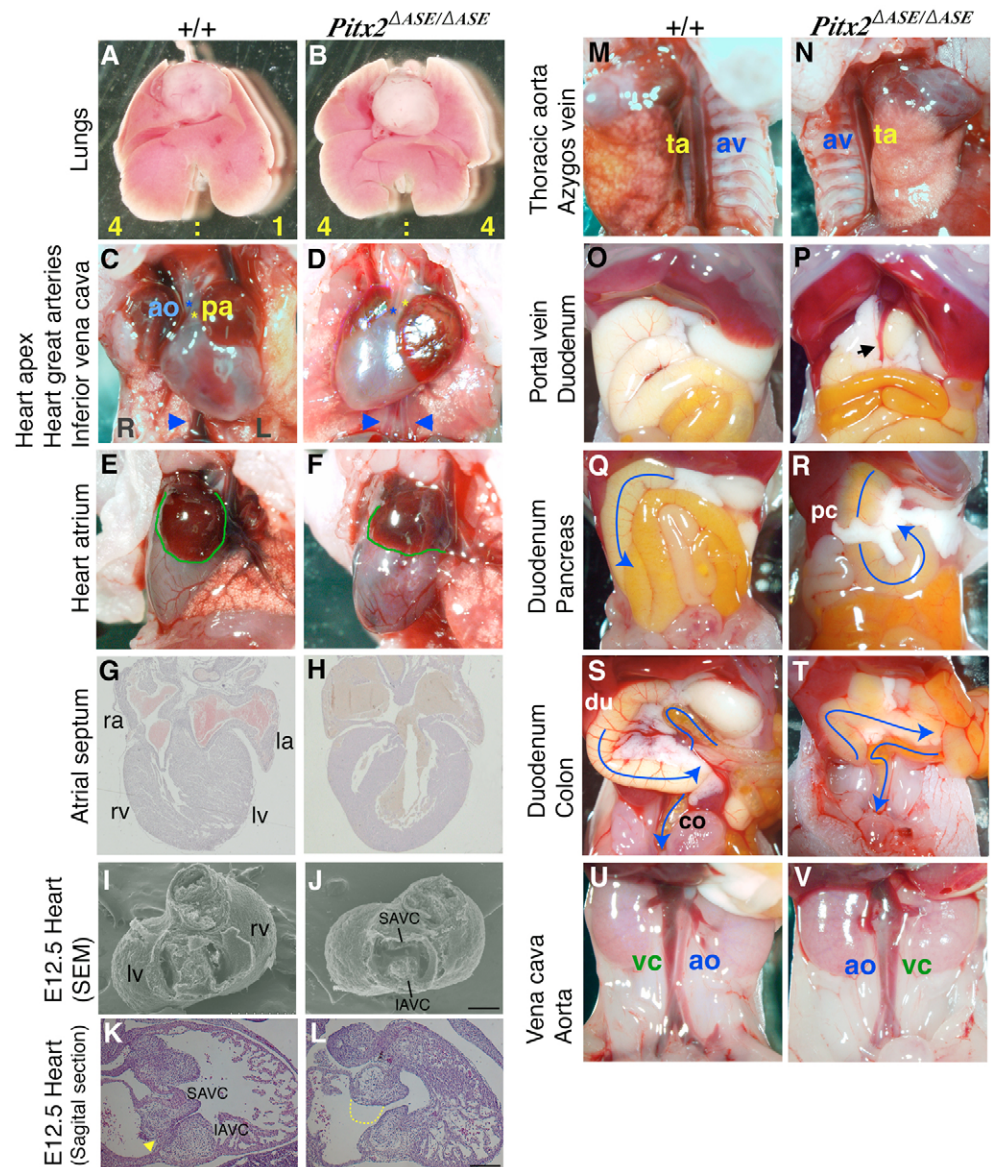 +/+
Pitx2ΔASE/ΔASE
+/+
Pitx2ΔASE/ΔASE
Lungs
A
B
4 : 1
4 : 4
Heart apex
Heart great arteries
Inferior vena cava
C
ao
*
*
pa
R
L
D
*
*
Heart atrium
E
F
Atrial septum
G
ra
la
rv
lv
H
E12.5 Heart
(SEM)
I
lv
rv
J
SAVC
IAVC
E12.5 Heart
(Sagital section)
K
SAVC
IAVC
L
Thoracic aorta
Azygos vein
M
ta
av
N
av
ta
Portal vein
Duodenum
O
P
Duodenum
Pancreas
Q
R
pc
Duodenum
Colon
S
du
co
T
Vena cava
Aorta
U
vc
ao
V
ao
vc